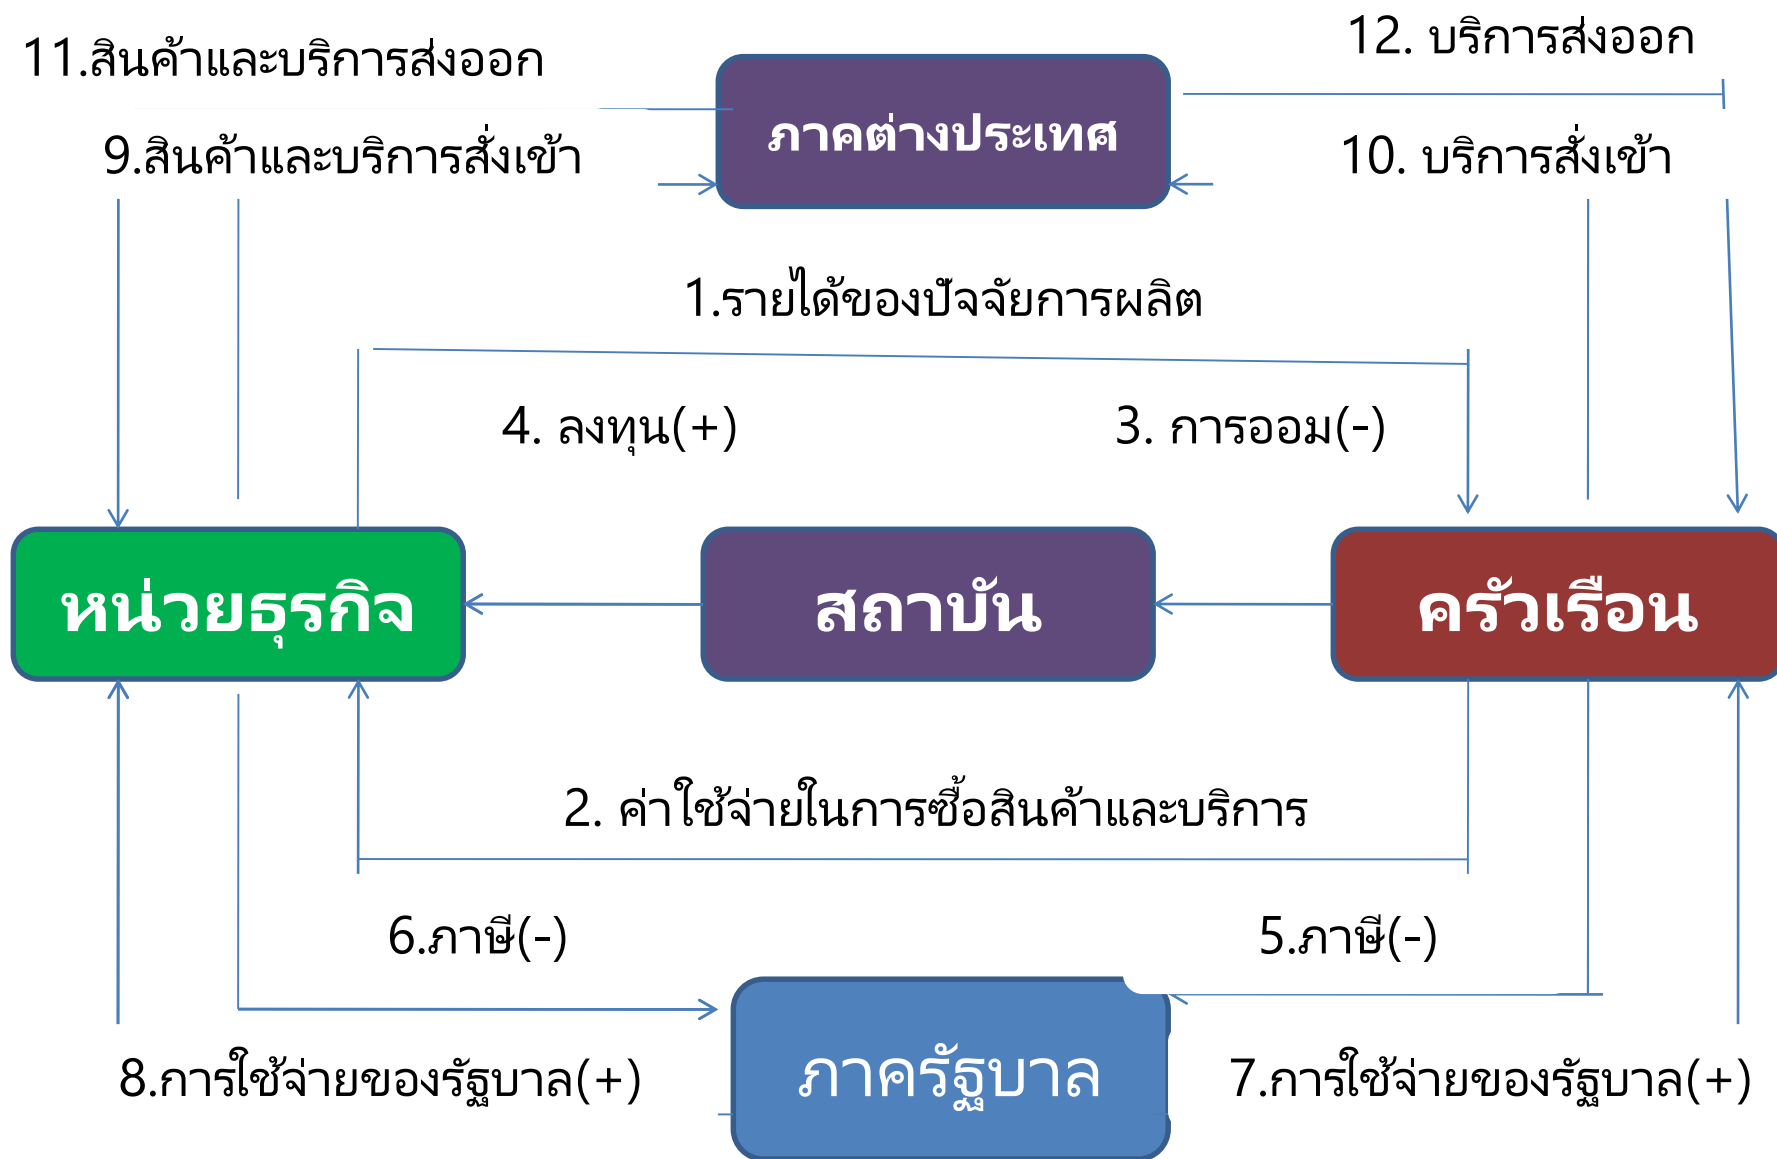 12. บริการส่งออก
11.สินค้าและบริการส่งออก
ภาคต่างประเทศ
9.สินค้าและบริการสั่งเข้า
10. บริการสั่งเข้า
1.รายได้ของปัจจัยการผลิต
4. ลงทุน(+)
3. การออม(-)
หน่วยธุรกิจ
สถาบัน
ครัวเรือน
2. ค่าใช้จ่ายในการซื้อสินค้าและบริการ
6.ภาษี(-)
5.ภาษี(-)
8.การใช้จ่ายของรัฐบาล(+)
ภาครัฐบาล
7.การใช้จ่ายของรัฐบาล(+)